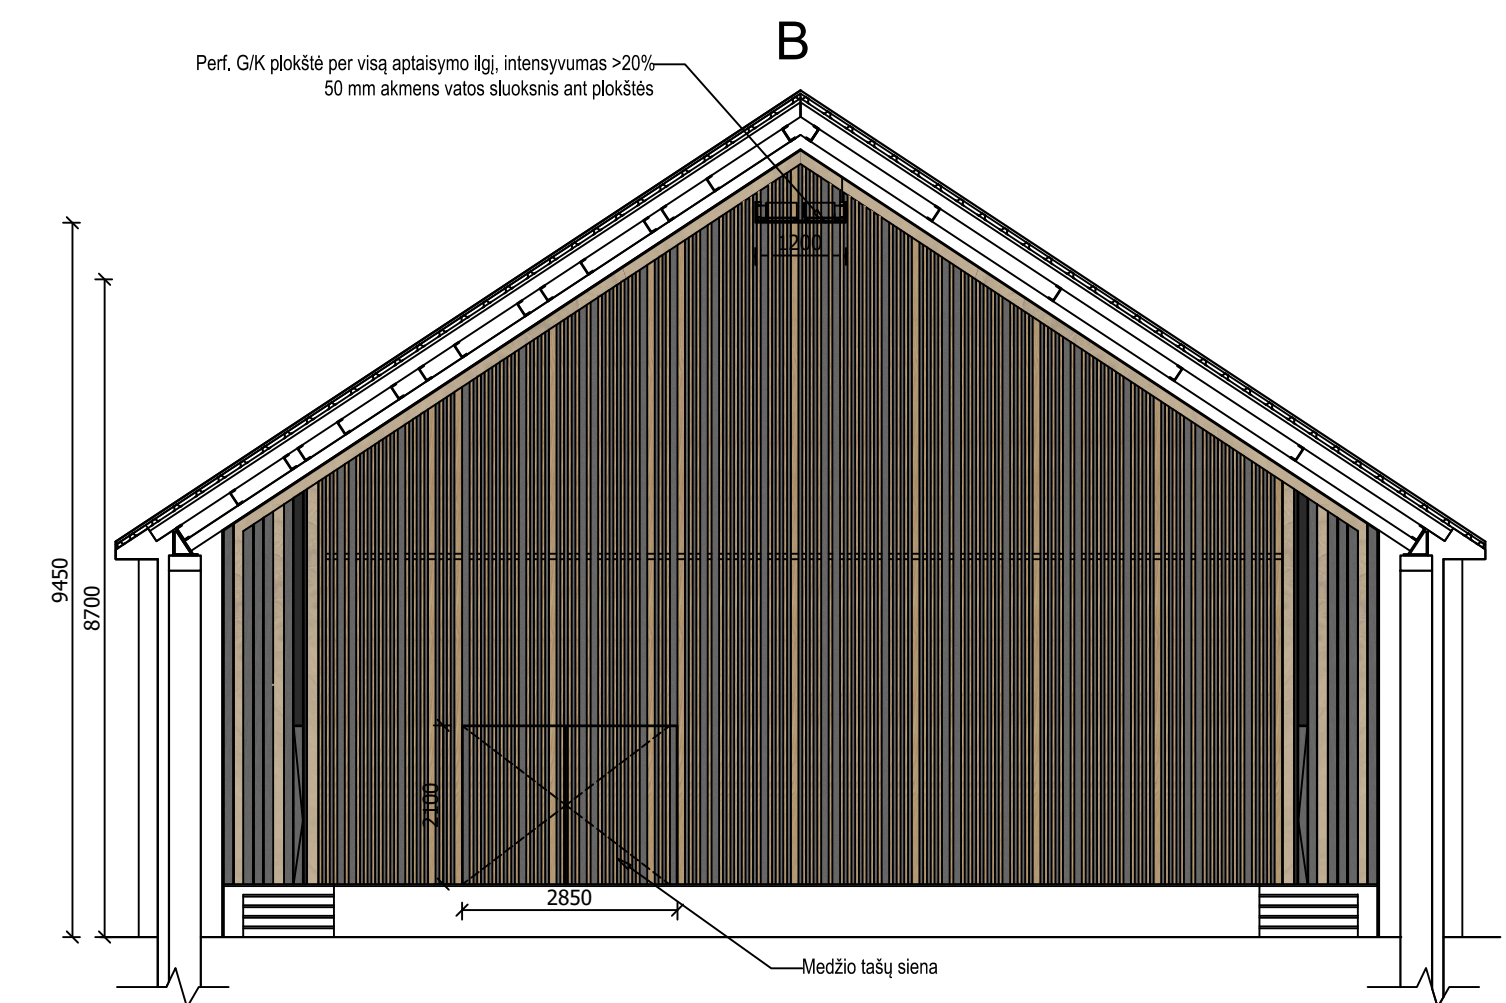 B
Perf. G/K plokštė per visą aptaisymo ilgį, intensyvumas >20%
50 mm akmens vatos sluoksnis ant plokštės
1200
9450
8700
2100
2850
Medžio tašų siena